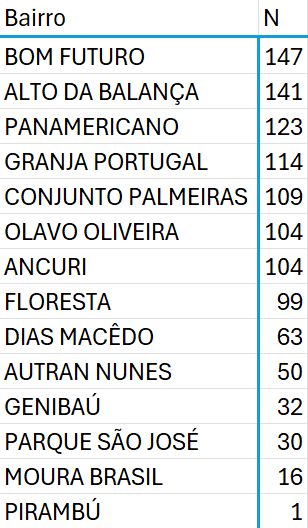 Bairro N
BOM FUTURO 147
ALTO DA BALANÇA 141
PANAMERICANO 123
GRANJA PORTUGAL 114
CONJUNTO PALMEIRAS 109
OLAVO OLIVEIRA 104
ANCURI 104
FLORESTA 99
DIAS MACÊDO 63
AUTRAN NUNES 50
GENIBAÚ 32
PARQUE SÃO JOSÉ 30
MOURA BRASIL 16
PIRAMBÚ 1